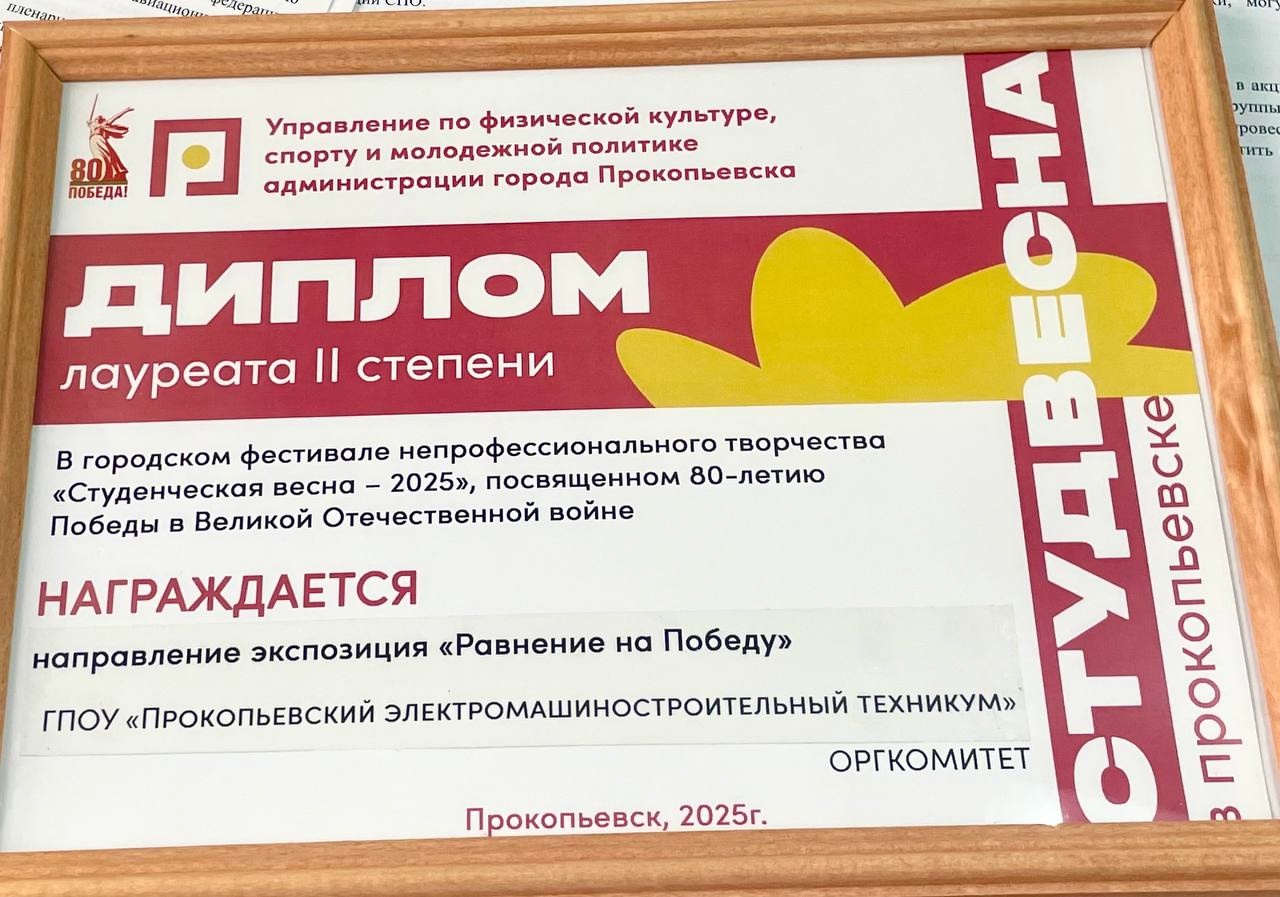 80
ПОБЕДА!
Управление по физической культуре,
спорту и молодежной политике
администрации города Прокопьевска
ДИПЛОМ
лауреата II степени
В городском фестивале непрофессионального творчества
«Студенческая весна – 2025», посвященном 80-летию
Победы в Великой Отечественной войне
НАГРАЖДАЕТСЯ
направление экспозиция «Равнение на Победу»
ГПОУ «ПРОКОПЬЕВСКИЙ ЭЛЕКТРОМАШИНОСТРОИТЕЛЬНЫЙ ТЕХНИКУМ»
ОРГКОМИТЕТ
Прокопьевск, 2025г.
СТУДВЕСНА
в прокопьевске